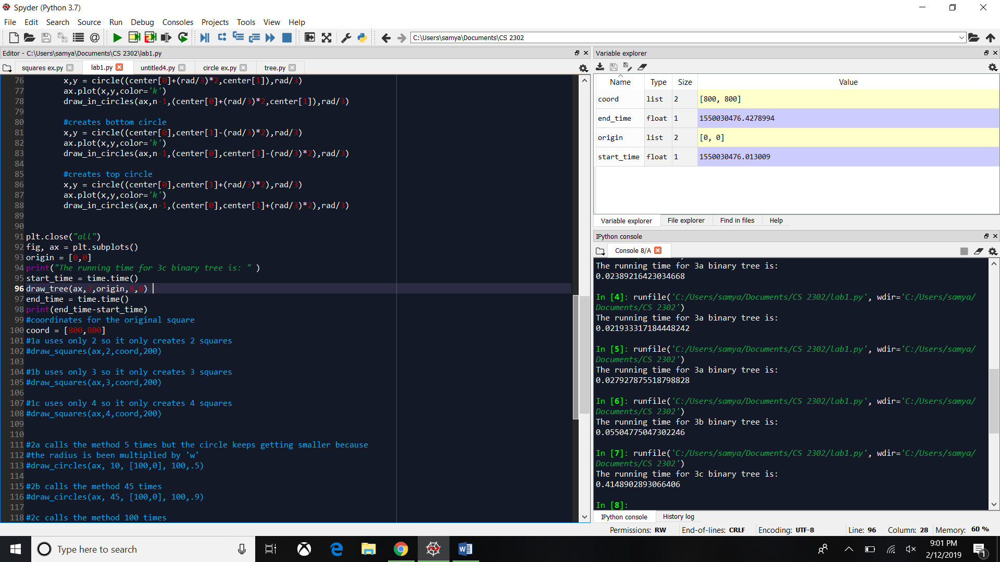 Spyder (Python 3.7)
File Edit Search Source Run Debug Consoles Projects Tools View Help
C:\Users\samya\Documents\CS 2302
Editor - C:\Users\samya\Documents\CS 2302\lab1.py
squares ex.py lab1.py untitled4.py circle ex.py tree.py
76 x,y = circle((center[0]+(rad/3)*2,center[1]),rad/3)
77 ax.plot(x,y,color='k')
78 draw_in_circles(ax,n-1,(center[0]+(rad/3)*2,center[1]),rad/3)
79
80 #creates bottom circle
81 x,y = circle((center[0],center[1]-(rad/3)*2),rad/3)
82 ax.plot(x,y,color='k')
83 draw_in_circles(ax,n-1,(center[0],center[1]-(rad/3)*2),rad/3)
84
85 #creates top circle
86 x,y = circle((center[0],center[1]+(rad/3)*2),rad/3)
87 ax.plot(x,y,color='k')
88 draw_in_circles(ax,n-1,(center[0],center[1]+(rad/3)*2),rad/3)
89
90
91 plt.close("all")
92 fig, ax = plt.subplots()
93 origin = [0,0]
94 print("The running time for 3c binary tree is: " )
95 start_time = time.time()
96 draw_tree(ax,7,origin,8,8)
97 end_time = time.time()
98 print(end_time-start_time)
99 #coordinates for the original square
100 coord = [800,800]
101 #1a uses only 2 so it only creates 2 squares
102 #draw_squares(ax,2,coord,200)
103
104 #1b uses only 3 so it only creates 3 squares
105 #draw_squares(ax,3,coord,200)
106
107 #1c uses only 4 so it only creates 4 squares
108 #draw_squares(ax,4,coord,200)
109
110
111 #2a calls the method 5 times but the circle keeps getting smaller because
112 #the radius is been multiplied by 'w'
113 #draw_circles(ax, 10, [100,0], 100,.5)
114
115 #2b calls the method 45 times
116 #draw_circles(ax, 45, [100,0], 100,.9)
117
118 #2c calls the method 100 times
Variable explorer
Name Type Size Value
coord list 2 [800, 800]
end_time float 1 1550030476.4278994
origin list 2 [0, 0]
start_time float 1 1550030476.013009
Variable explorer File explorer Find in files Help
IPython console
Console 8/A
The running time for 3a binary tree is:
0.02389216423034668
In [4]: runfile('C:/Users/samya/Documents/CS 2302/lab1.py', wdir='C:/Users/samya/
Documents/CS 2302')
The running time for 3a binary tree is:
0.021933317184448242
In [5]: runfile('C:/Users/samya/Documents/CS 2302/lab1.py', wdir='C:/Users/samya/
Documents/CS 2302')
The running time for 3a binary tree is:
0.027927875518798828
In [6]: runfile('C:/Users/samya/Documents/CS 2302/lab1.py', wdir='C:/Users/samya/
Documents/CS 2302')
The running time for 3b binary tree is:
0.05504775047302246
In [7]: runfile('C:/Users/samya/Documents/CS 2302/lab1.py', wdir='C:/Users/samya/
Documents/CS 2302')
The running time for 3c binary tree is:
0.4148902893066406
In [8]:
IPython console History log
Permissions: RW End-of-lines: CRLF Encoding: UTF-8 Line: 96 Column: 28 Memory: 60 %
Type here to search
9:01 PM
2/12/2019
1